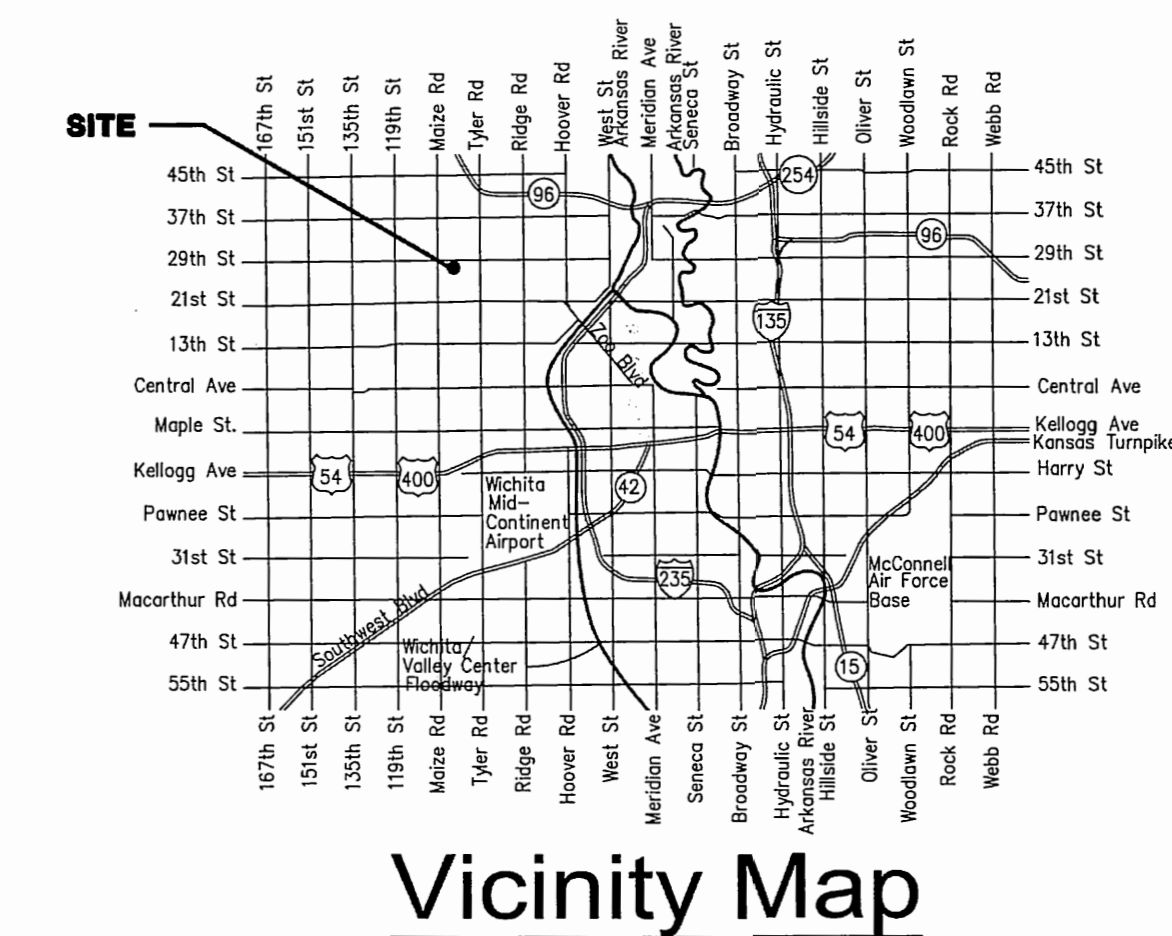 167th St
151st St
135th St
119th St
Maize Rd
Tyler Rd
Ridge Rd
Hoover Rd
West St
Arkansas River
Meridian Ave
Arkansas River
Seneca St
Broadway St
Hydraulic St
Hillside St
Oliver St
Woodlawn St
Rock Rd
Webb Rd
SITE
45th St
37th St
29th St
21st St
13th St
Central Ave
Maple St.
Kellogg Ave
Pawnee St
31st St
Macarthur Rd
47th St
55th St
96
254
96
135
Zoo Blvd
54
400
54
400
42
Wichita
Mid-
Continent
Airport
235
McConnell
Air Force
Base
Southwest Blvd
Wichita/
Valley Center
Floodway
15
45th St
37th St
29th St
21st St
13th St
Central Ave
Kellogg Ave
Kansas Turnpike
Harry St
Pawnee St
31st St
Macarthur Rd
47th St
55th St
167th St
151st St
135th St
119th St
Maize Rd
Tyler Rd
Ridge Rd
Hoover Rd
West St
Meridian Ave
Seneca St
Broadway St
Hydraulic St
Arkansas River
Hillside St
Oliver St
Woodlawn St
Rock Rd
Webb Rd
Vicinity Map